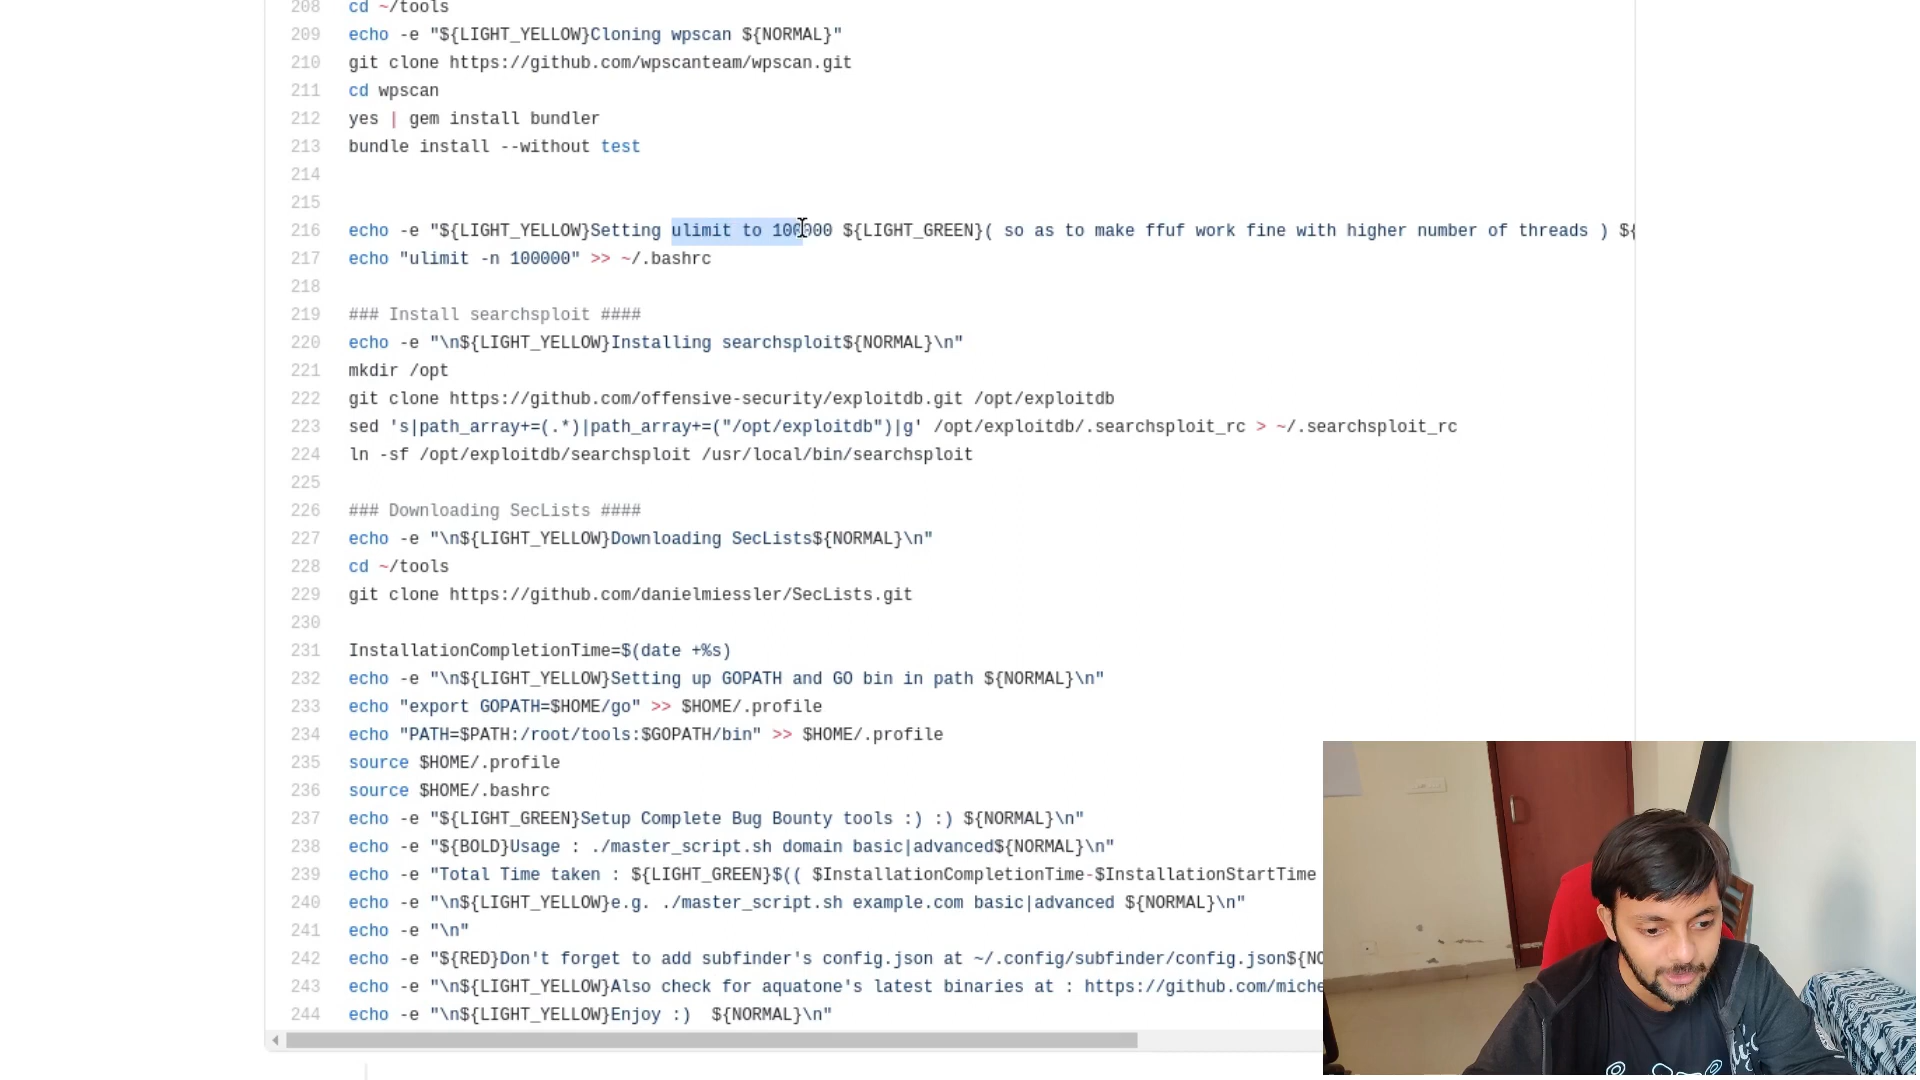 208 cd ~/tools
209 echo -e "${LIGHT_YELLOW}Cloning wpscan ${NORMAL}"
210 git clone https://github.com/wpscanteam/wpscan.git
211 cd wpscan
212 yes | gem install bundler
213 bundle install --without test
214
215
216 echo -e "${LIGHT_YELLOW}Setting ulimit to 100000 ${LIGHT_GREEN}( so as to make ffuf work fine with higher number of threads ) ${
217 echo "ulimit -n 100000" >> ~/.bashrc
218
219 ### Install searchsploit ####
220 echo -e "\n${LIGHT_YELLOW}Installing searchsploit${NORMAL}\n"
221 mkdir /opt
222 git clone https://github.com/offensive-security/exploitdb.git /opt/exploitdb
223 sed 's|path_array+=(.*)|path_array+=("/opt/exploitdb")|g' /opt/exploitdb/.searchsploit_rc > ~/.searchsploit_rc
224 ln -sf /opt/exploitdb/searchsploit /usr/local/bin/searchsploit
225
226 ### Downloading SecLists ####
227 echo -e "\n${LIGHT_YELLOW}Downloading SecLists${NORMAL}\n"
228 cd ~/tools
229 git clone https://github.com/danielmiessler/SecLists.git
230
231 InstallationCompletionTime=$(date +%s)
232 echo -e "\n${LIGHT_YELLOW}Setting up GOPATH and GO bin in path ${NORMAL}\n"
233 echo "export GOPATH=$HOME/go" >> $HOME/.profile
234 echo "PATH=$PATH:/root/tools:$GOPATH/bin" >> $HOME/.profile
235 source $HOME/.profile
236 source $HOME/.bashrc
237 echo -e "${LIGHT_GREEN}Setup Complete Bug Bounty tools :) :) ${NORMAL}\n"
238 echo -e "${BOLD}Usage : ./master_script.sh domain basic|advanced${NORMAL}\n"
239 echo -e "Total Time taken : ${LIGHT_GREEN}$(( $InstallationCompletionTime-$InstallationStartTime
240 echo -e "\n${LIGHT_YELLOW}e.g. ./master_script.sh example.com basic|advanced ${NORMAL}\n"
241 echo -e "\n"
242 echo -e "${RED}Don't forget to add subfinder's config.json at ~/.config/subfinder/config.json${NO
243 echo -e "\n${LIGHT_YELLOW}Also check for aquatone's latest binaries at : https://github.com/miche
244 echo -e "\n${LIGHT_YELLOW}Enjoy :)  ${NORMAL}\n"